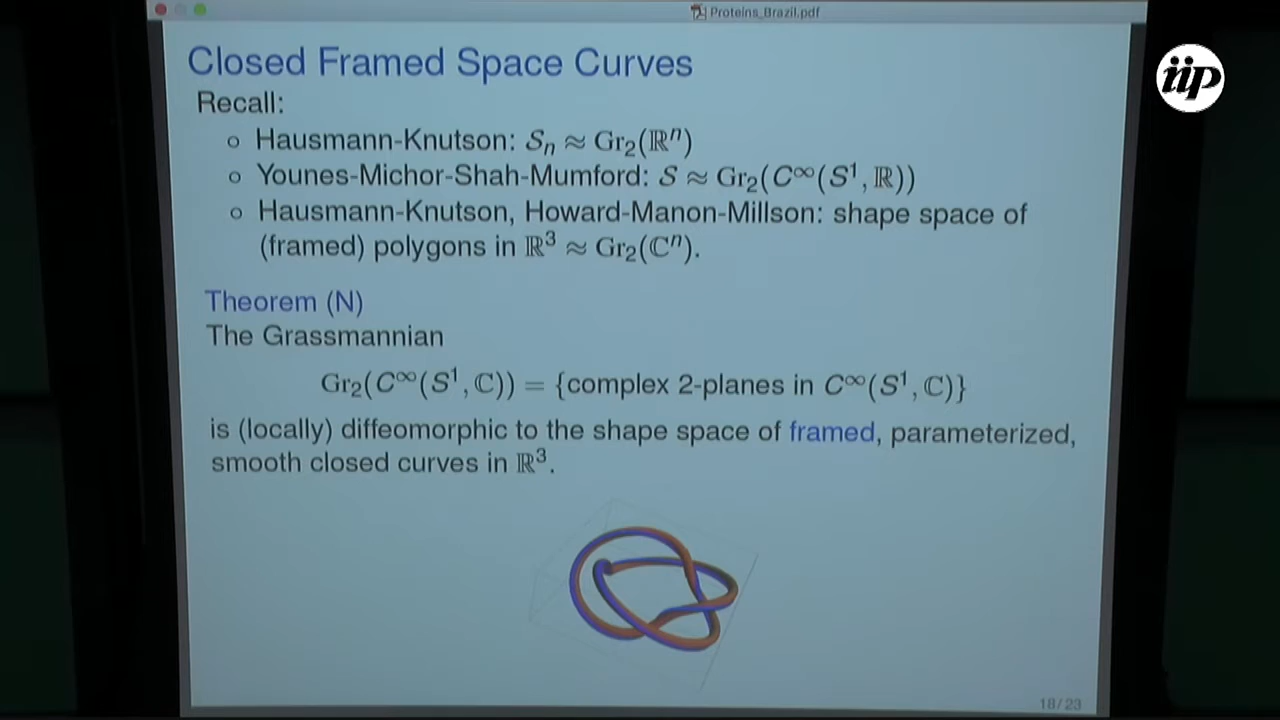 Proteins_Brazil.pdf
iip
Closed Framed Space Curves
Recall:
Hausmann-Knutson: 𝒮ₙ ≈ Gr₂(ℝⁿ)
Younes-Michor-Shah-Mumford: 𝒮 ≈ Gr₂(C^∞(S¹, ℝ))
Hausmann-Knutson, Howard-Manon-Millson: shape space of
(framed) polygons in ℝ³ ≈ Gr₂(ℂⁿ).
Theorem (N)
The Grassmannian
Gr₂(C^∞(S¹, ℂ)) = {complex 2-planes in C^∞(S¹, ℂ)}
is (locally) diffeomorphic to the shape space of framed, parameterized,
smooth closed curves in ℝ³.
18/23